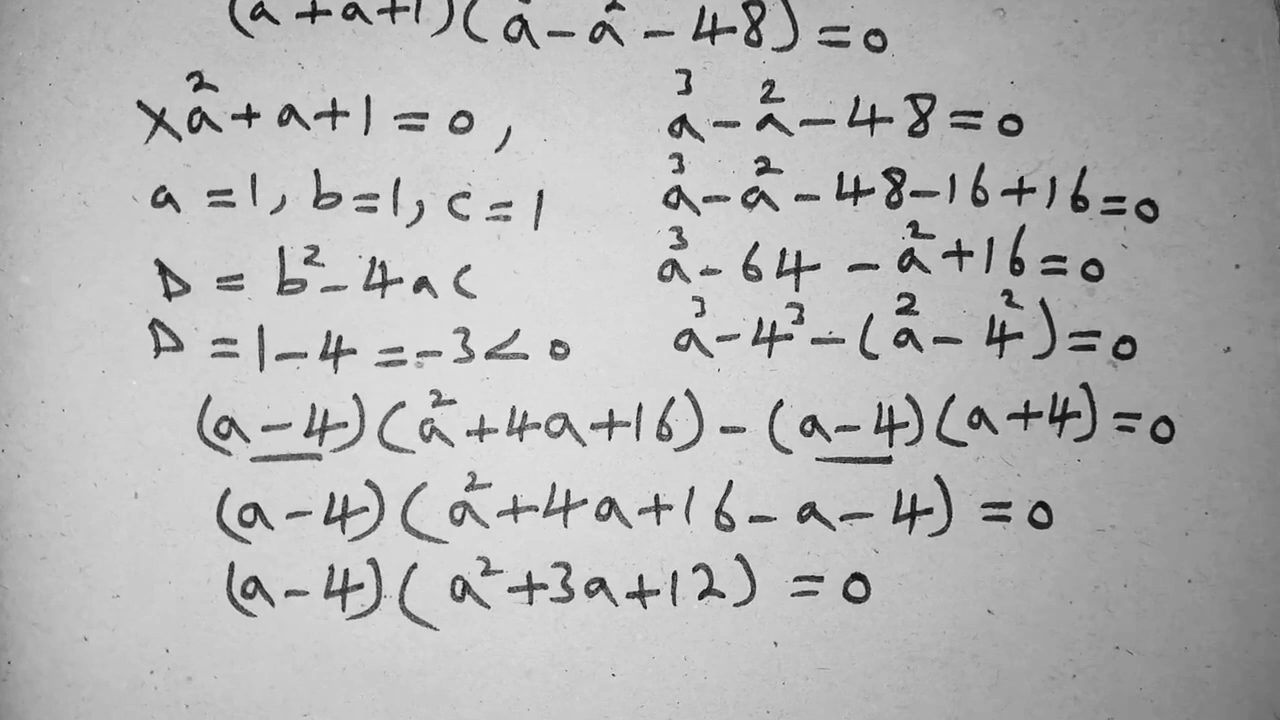 (a²+a+1)(a³-a²-48)=0
×a²+a+1=0, a³-a²-48=0
a=1, b=1, c=1 a³-a²-48-16+16=0
D=b²-4ac a³-64-a²+16=0
D=1-4=-3<0 a³-4³-(a²-4²)=0
(a-4)(a²+4a+16)-(a-4)(a+4)=0
(a-4)(a²+4a+16-a-4)=0
(a-4)(a²+3a+12)=0